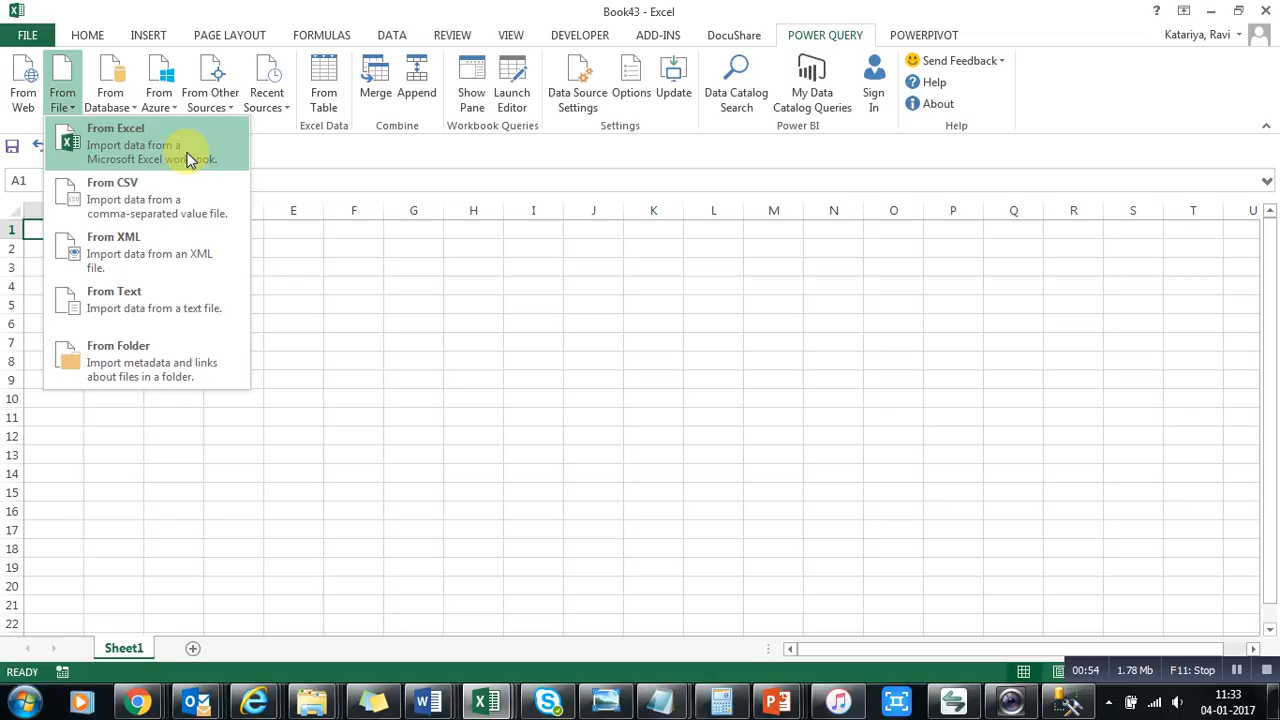 Book43 - Excel
?
FILE HOME INSERT PAGE LAYOUT FORMULAS DATA REVIEW VIEW DEVELOPER ADD-INS DocuShare POWER QUERY POWERPIVOT Katariya, Ravi
From Web
From File
From Database
From Azure
From Other Sources
Recent Sources
From Table
Merge
Append
Show Pane
Launch Editor
Data Source Settings
Options
Update
Data Catalog Search
My Data Catalog Queries
Sign In
Send Feedback
Help
About
Excel Data Combine Workbook Queries Settings Power BI Help
From Excel
Import data from a
Microsoft Excel workbook.
From CSV
Import data from a
comma-separated value file.
From XML
Import data from an XML
file.
From Text
Import data from a text file.
From Folder
Import metadata and links
about files in a folder.
A1
E F G H I J K L M N O P Q R S T U
1
2
3
4
5
6
7
8
9
10
11
12
13
14
15
16
17
18
19
20
21
22
Sheet1
READY
00:54 1.78 Mb F11: Stop
11:33
04-01-2017